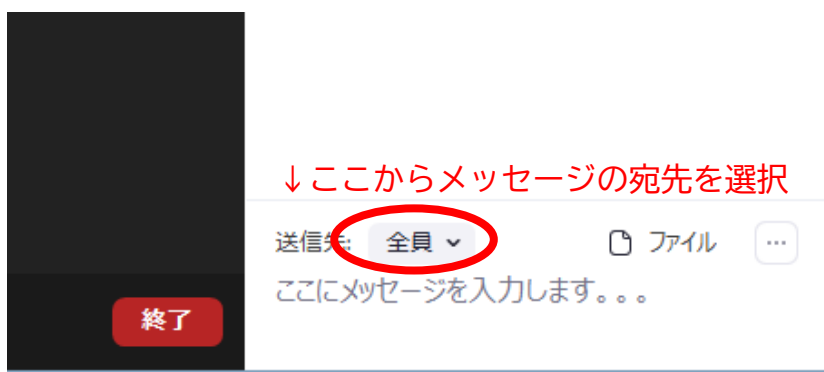 ↓ここからメッセージの宛先を選択
送信先: 全員 ファイル ...
ここにメッセージを入力します。。。
終了